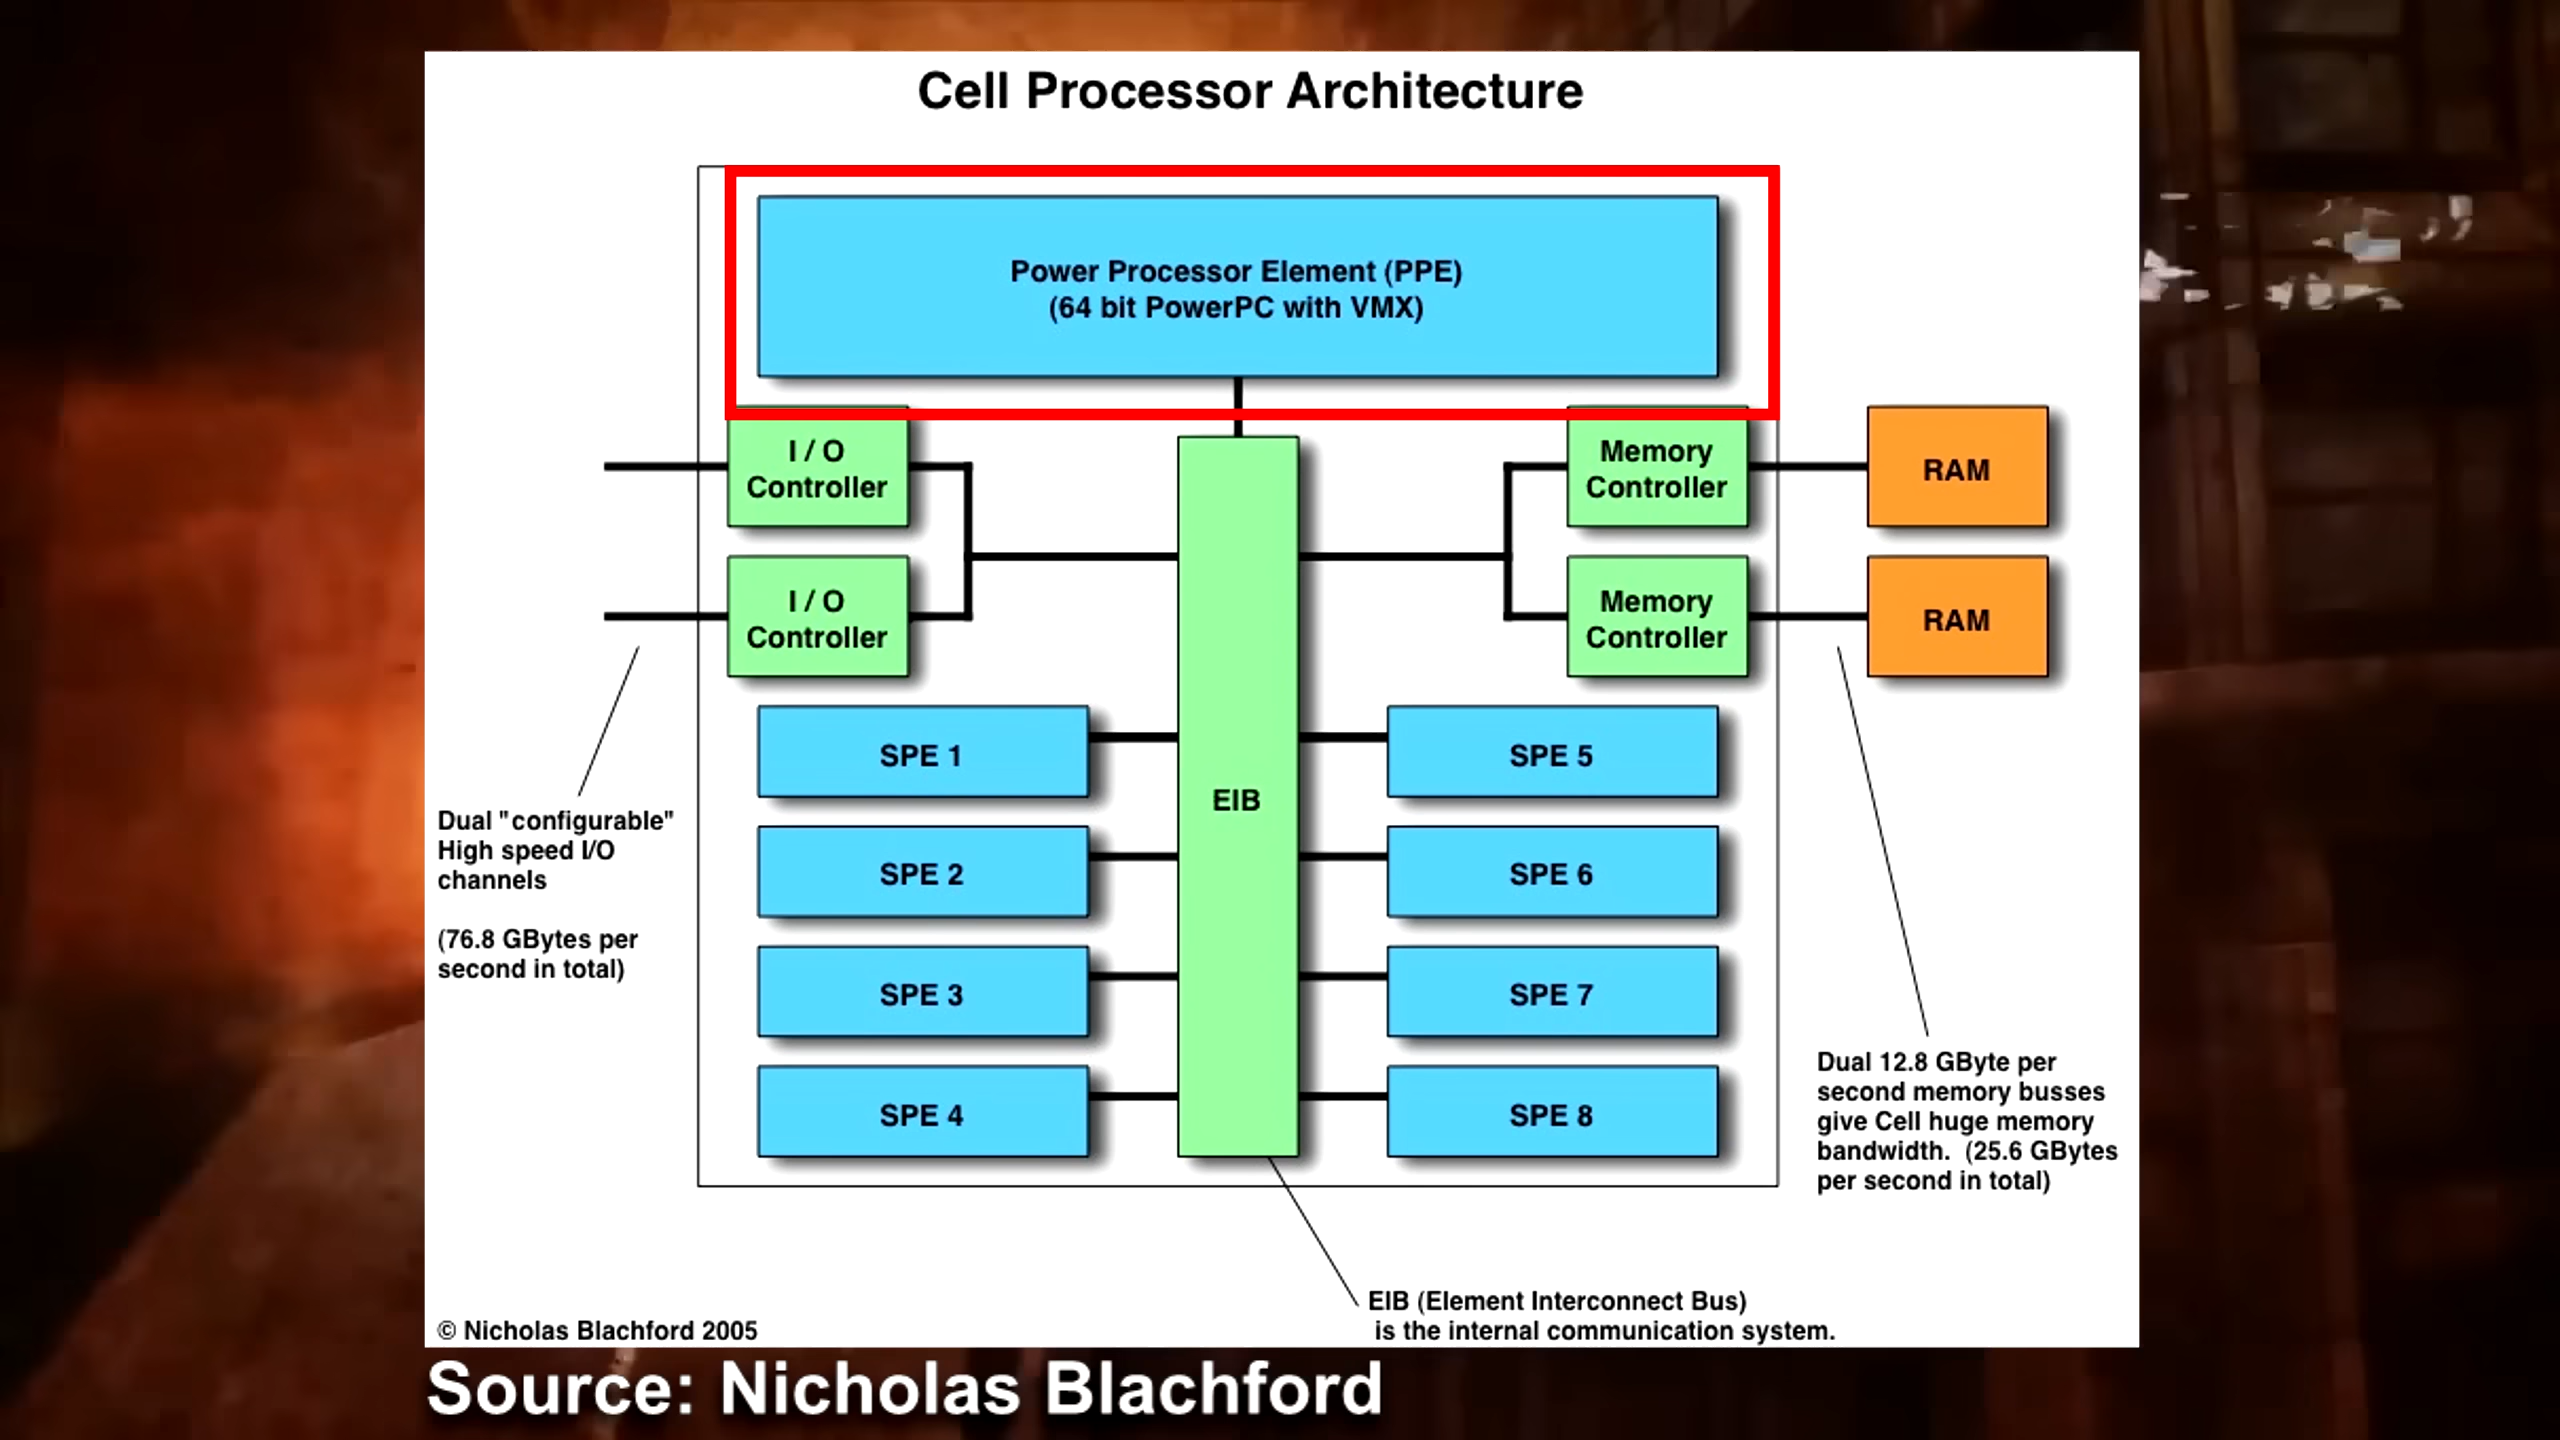 Cell Processor Architecture
Power Processor Element (PPE)
(64 bit PowerPC with VMX)
I / O
Controller
Memory
Controller
RAM
I / O
Controller
Memory
Controller
RAM
SPE 1
SPE 5
EIB
SPE 2
SPE 6
SPE 3
SPE 7
SPE 4
SPE 8
Dual "configurable"
High speed I/O
channels
(76.8 GBytes per
second in total)
Dual 12.8 GByte per
second memory busses
give Cell huge memory
bandwidth. (25.6 GBytes
per second in total)
EIB (Element Interconnect Bus)
is the internal communication system.
© Nicholas Blachford 2005
Source: Nicholas Blachford